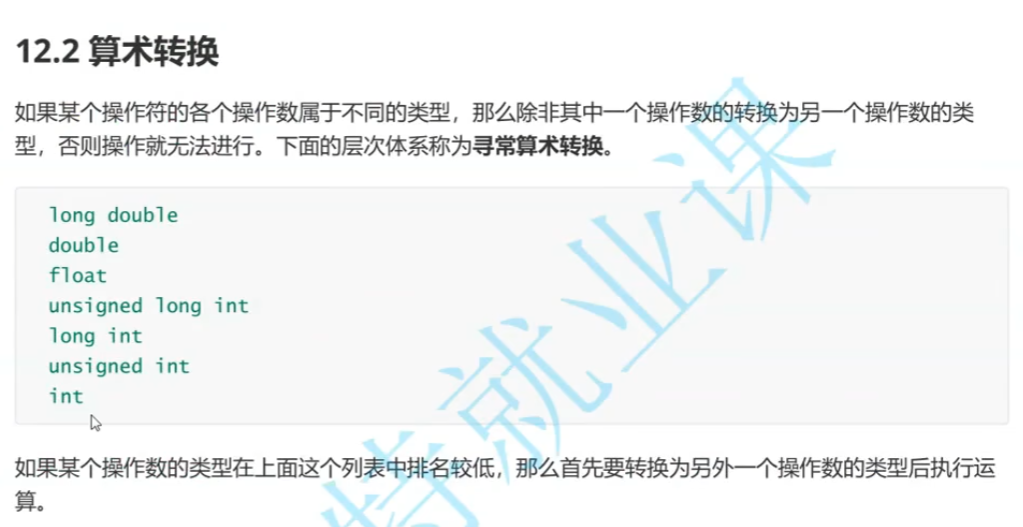 12.2 算术转换
如果某个操作符的各个操作数属于不同的类型，那么除非其中一个操作数的转换为另一个操作数的类
型，否则操作就无法进行。下面的层次体系称为寻常算术转换。
long double
double
float
unsigned long int
long int
unsigned int
int
如果某个操作数的类型在上面这个列表中排名较低，那么首先要转换为另外一个操作数的类型后执行运
算。
特就业课